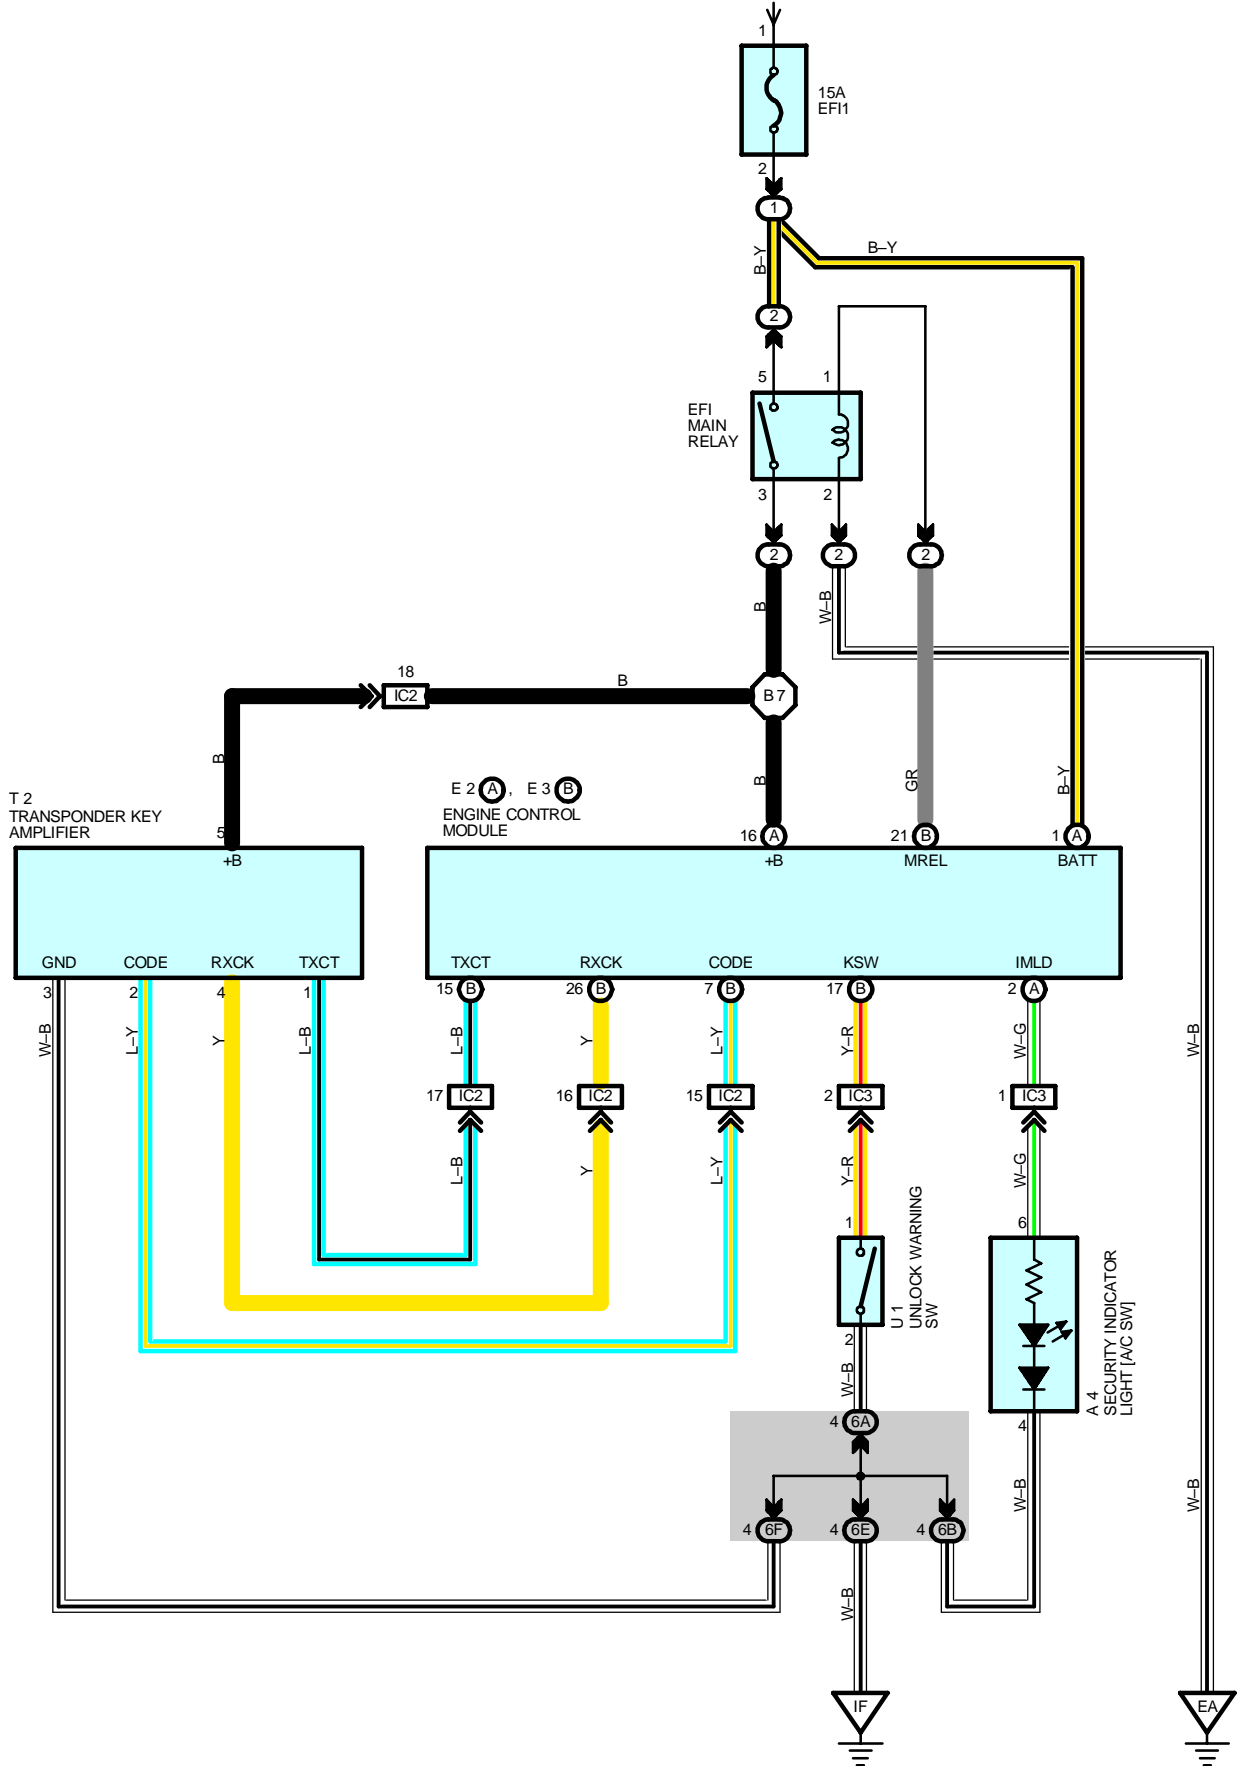 1
15A
EFI1
2
1
B–Y
B–Y
2
5
1
EFI
MAIN
RELAY
3
2
2
2
2
B
W–B
18
IC2
B
B 7
B
B
GR
B–Y
T 2
TRANSPONDER KEY
AMPLIFIER
E 2 A , E 3 B
ENGINE CONTROL
MODULE
5
16 A
21 B
1 A
+B
+B
MREL
BATT
GND
CODE
RXCK
TXCT
TXCT
RXCK
CODE
KSW
IMLD
3
2
4
1
15 B
26 B
7 B
17 B
2 A
W–B
L–Y
Y
L–B
L–B
Y
L–Y
Y–R
W–G
W–B
17 IC2
16 IC2
15 IC2
2 IC3
1 IC3
L–B
Y
L–Y
Y–R
W–G
1
6
U 1
UNLOCK WARNING
SW
A 4
SECURITY INDICATOR
LIGHT [A/C SW]
2
4
W–B
4 6A
W–B
W–B
4 6F
4 6E
4 6B
W–B
IF
EA